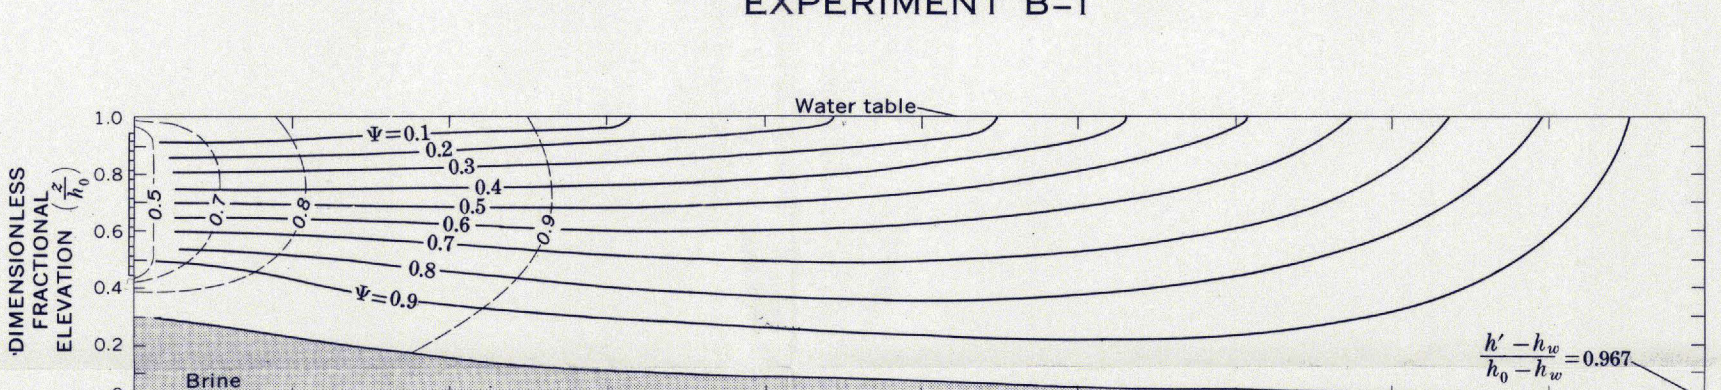 EXPERIMENT B-1
Water table
1.0
Ψ=0.1
0.2
0.3
0.8
0.4
0.5
0.7
0.8
0.5
0.9
0.6
0.6
0.7
0.8
0.4
Ψ=0.9
0.2
Brine
DIMENSIONLESS
FRACTIONAL
ELEVATION (z/h₀)
(h′ − h_w)/(h₀ − h_w) = 0.967